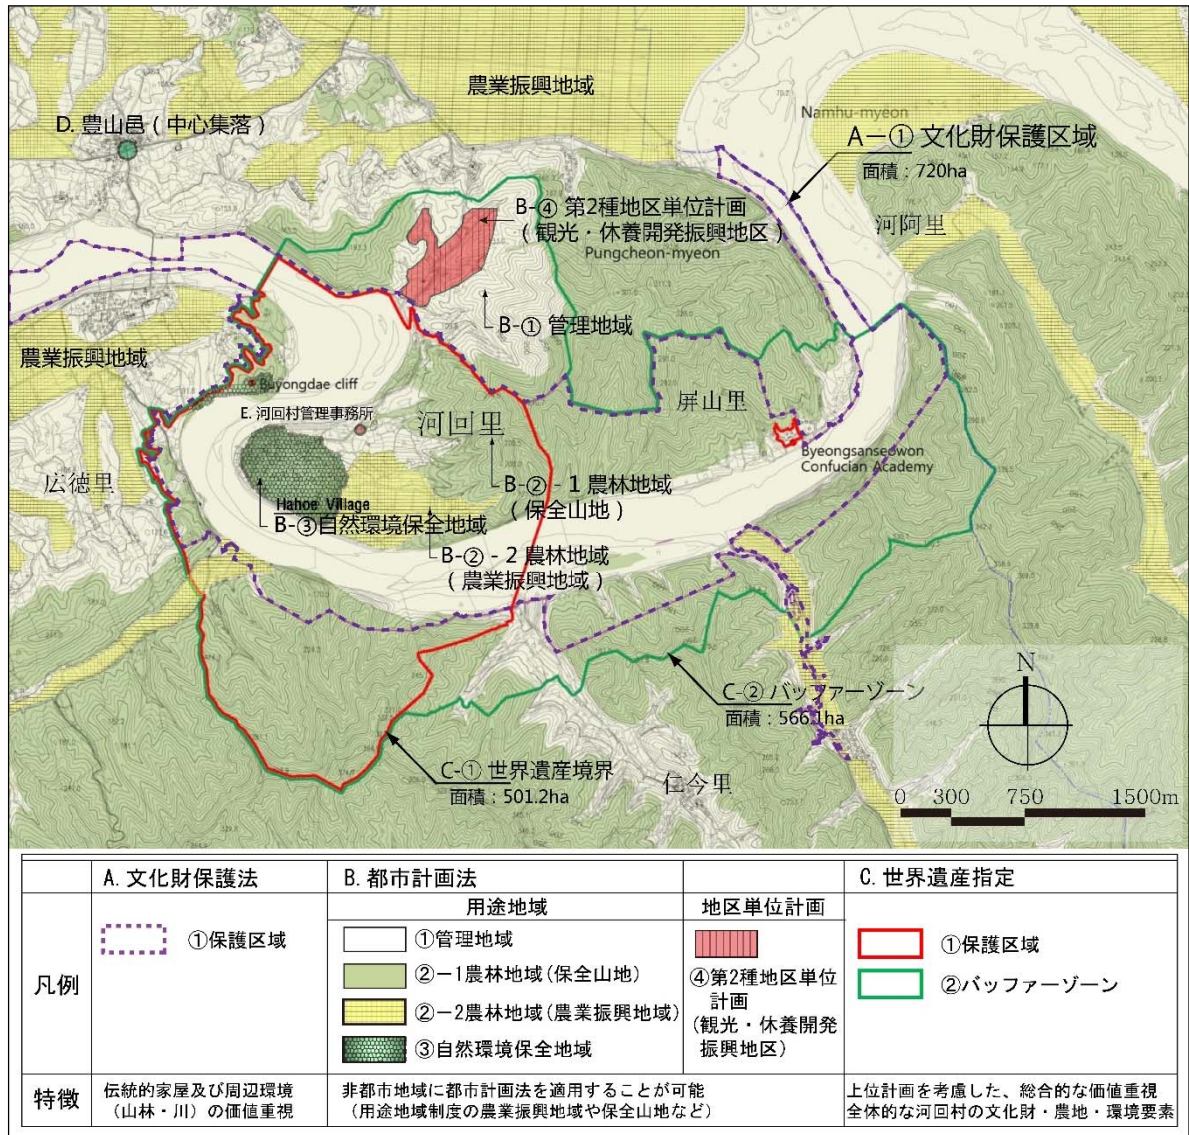 農業振興地域
Namhu-myeon
D. 豊山邑（中心集落）
A－① 文化財保護区域
面積：720ha
B-④ 第2種地区単位計画
（観光・休養開発振興地区）
Pungcheon-myeon
河阿里
B-① 管理地域
農業振興地域
Buyongdae cliff
E. 河回村管理事務所
河回里
屏山里
Byeongsanseowon
Confucian Academy
広徳里
B-②-1 農林地域
（保全山地）
Hahoe Village
B-③自然環境保全地域
B-②-2 農林地域
（農業振興地域）
C-② バッファーゾーン
面積：566.1ha
C-① 世界遺産境界
面積：501.2ha
仁今里
N
0 300 750 1500m
A. 文化財保護法
B. 都市計画法
C. 世界遺産指定
凡例
①保護区域
用途地域
①管理地域
②－1農林地域(保全山地)
②－2農林地域(農業振興地域)
③自然環境保全地域
地区単位計画
④第2種地区単位
計画
(観光・休養開発
振興地区)
①保護区域
②バッファーゾーン
特徴
伝統的家屋及び周辺環境
（山林・川）の価値重視
非都市地域に都市計画法を適用することが可能
（用途地域制度の農業振興地域や保全山地など）
上位計画を考慮した、総合的な価値重視
全体的な河回村の文化財・農地・環境要素